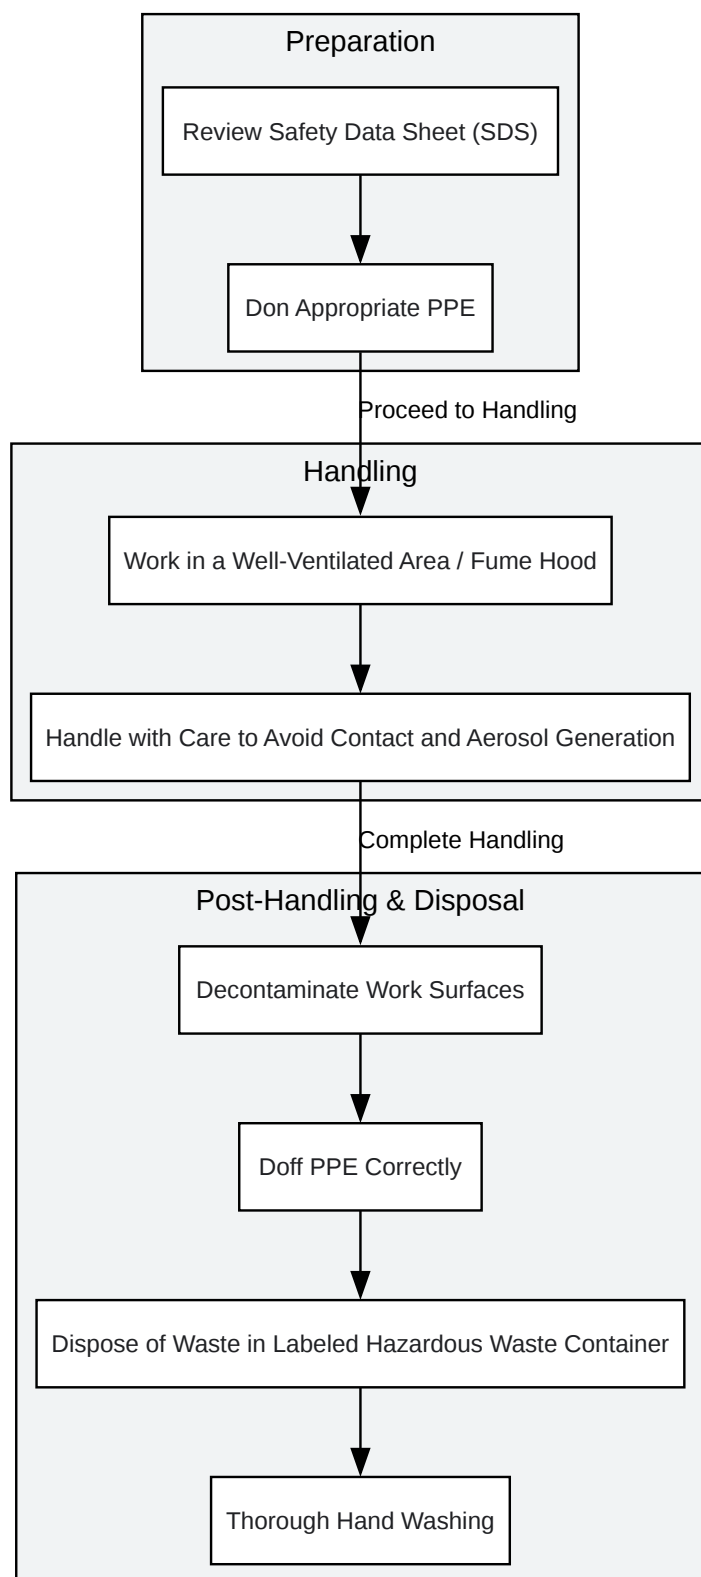 Preparation
Review Safety Data Sheet (SDS)
Don Appropriate PPE
Proceed to Handling
Handling
Work in a Well-Ventilated Area / Fume Hood
Handle with Care to Avoid Contact and Aerosol Generation
Complete Handling
Post-Handling & Disposal
Decontaminate Work Surfaces
Doff PPE Correctly
Dispose of Waste in Labeled Hazardous Waste Container
Thorough Hand Washing